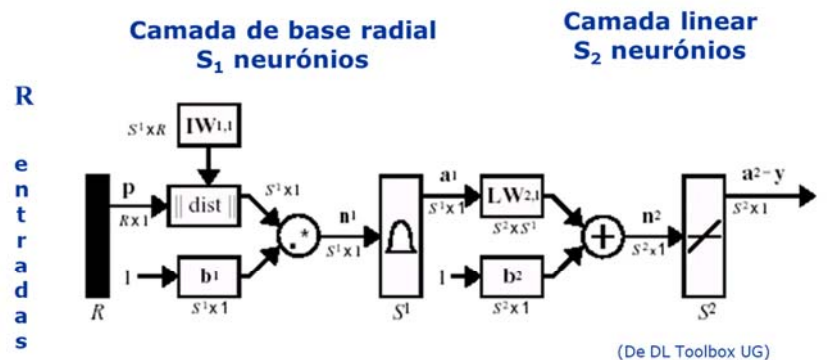 Camada de base radial
S₁ neurónios
Camada linear
S₂ neurónios
R
entradas
S¹xR
IW1,1
p
Rx1
|| dist ||
S¹x1
1
b1
S¹x1
R
.*
n1
S¹x1
a1
S¹x1
S¹
LW2,1
S²xS¹
1
b2
S²x1
+
n2
S²x1
a2-y
S²x1
S²
(De DL Toolbox UG)